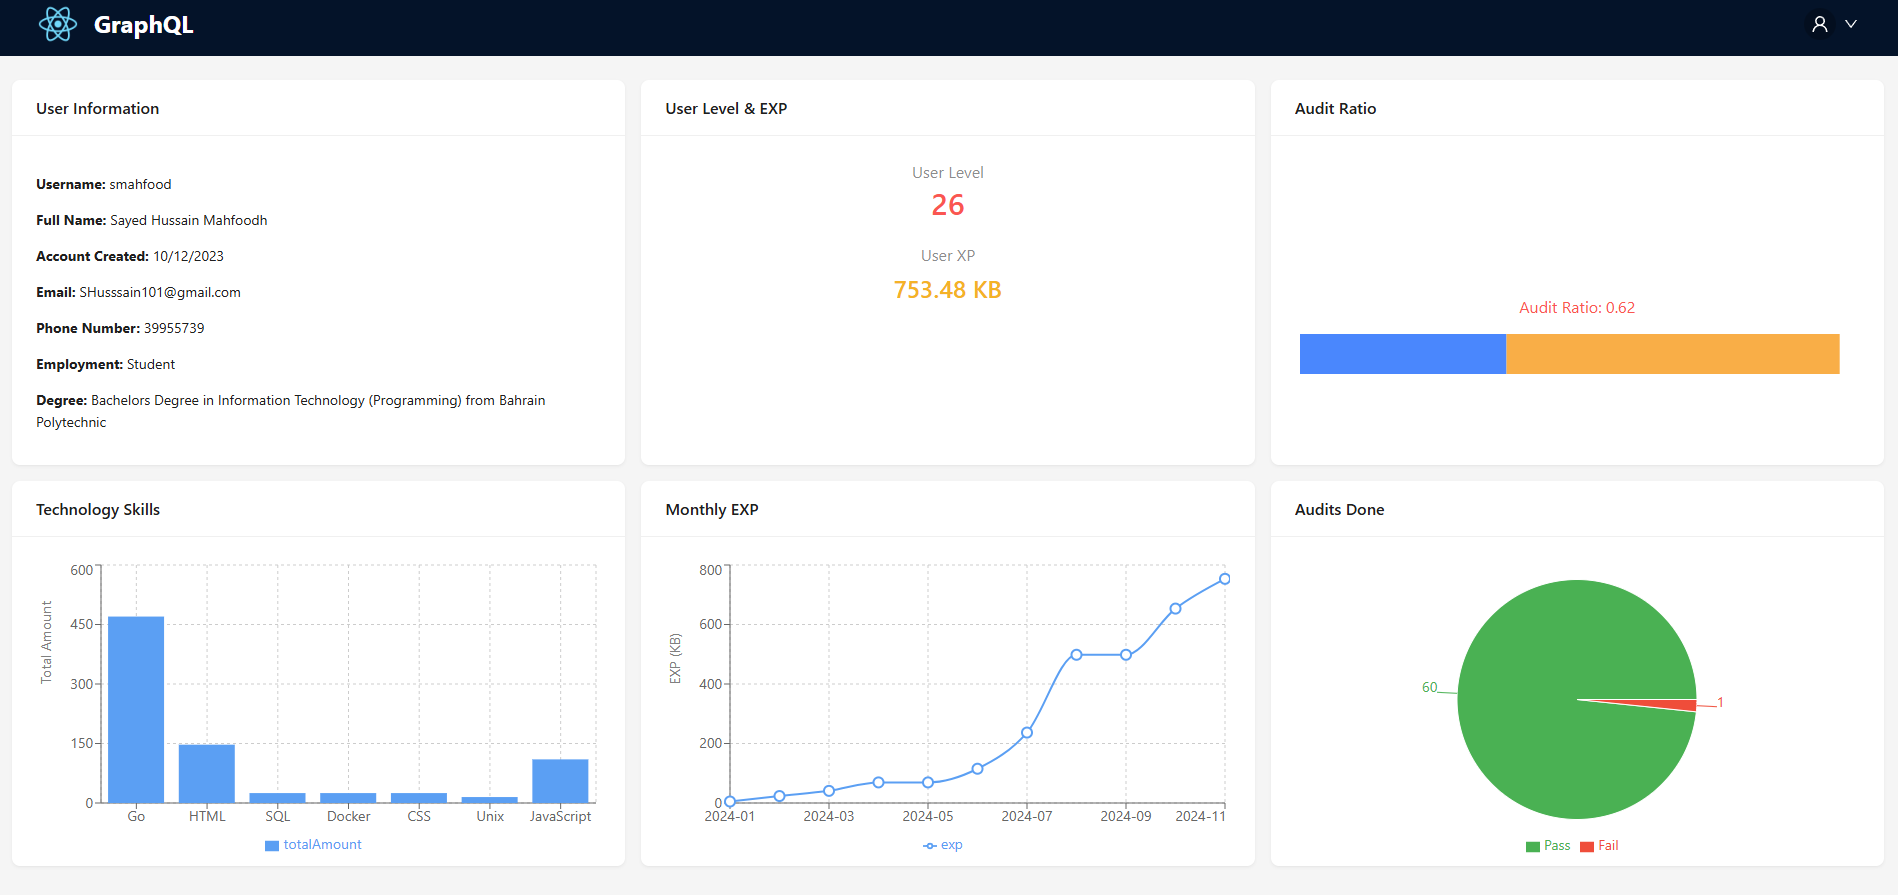 GraphQL
User Information
Username: smahfood
Full Name: Sayed Hussain Mahfoodh
Account Created: 10/12/2023
Email: SHusssain101@gmail.com
Phone Number: 39955739
Employment: Student
Degree: Bachelors Degree in Information Technology (Programming) from Bahrain
Polytechnic
User Level & EXP
User Level
26
User XP
753.48 KB
Audit Ratio
Audit Ratio: 0.62
Technology Skills
Total Amount
600
450
300
150
0
Go HTML SQL Docker CSS Unix JavaScript
totalAmount
Monthly EXP
EXP (KB)
800
600
400
200
0
2024-01 2024-03 2024-05 2024-07 2024-09 2024-11
exp
Audits Done
60
1
Pass Fail